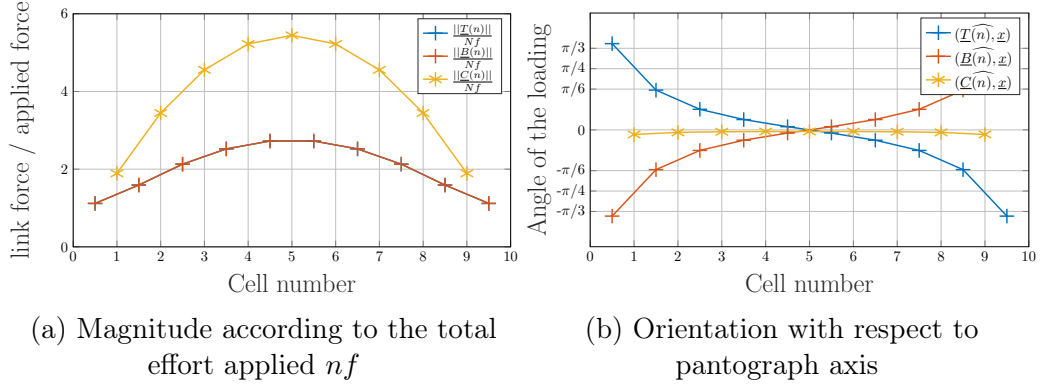 link force / applied force
6
4
2
0
0 1 2 3 4 5 6 7 8 9 10
Cell number
||T(n)||/Nf
||B(n)||/Nf
||C(n)||/Nf
(a) Magnitude according to the total
effort applied nf
Angle of the loading
π/3
π/4
π/6
0
-π/6
-π/4
-π/3
0 1 2 3 4 5 6 7 8 9 10
Cell number
(T(n), x)
(B(n), x)
(C(n), x)
(b) Orientation with respect to
pantograph axis